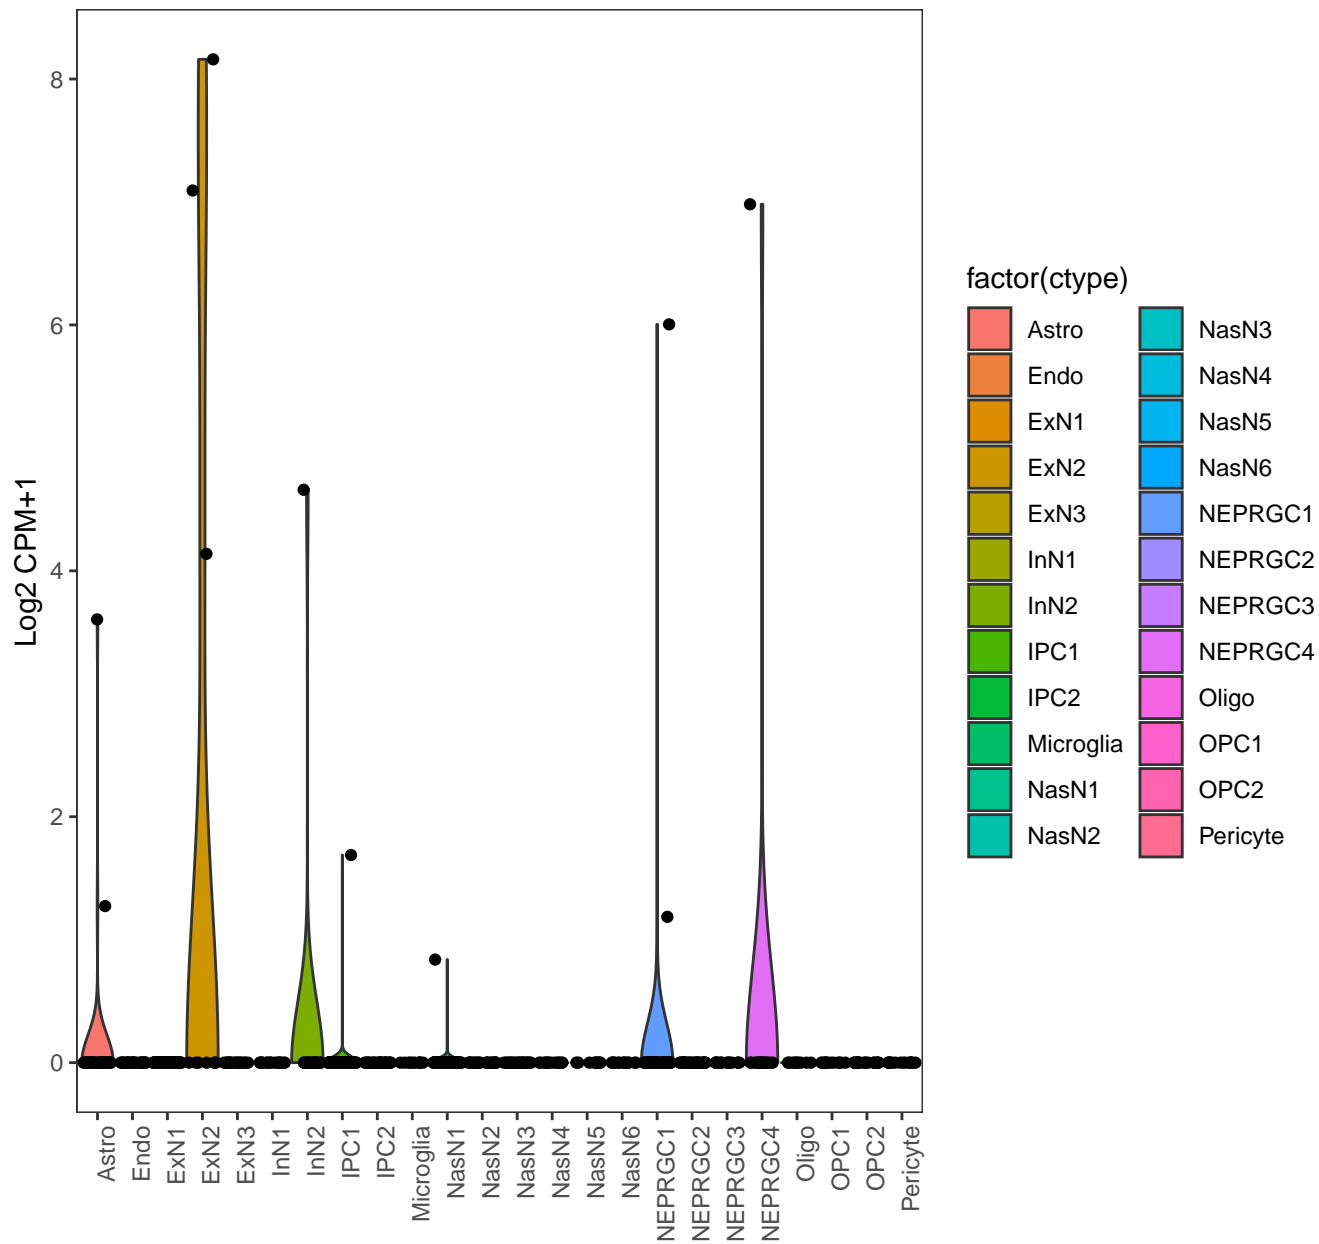 8
6
4
2
0
Log2 CPM+1
Astro
Endo
ExN1
ExN2
ExN3
InN1
InN2
IPC1
IPC2
Microglia
NasN1
NasN2
NasN3
NasN4
NasN5
NasN6
NEPRGC1
NEPRGC2
NEPRGC3
NEPRGC4
Oligo
OPC1
OPC2
Pericyte
factor(ctype)
Astro
Endo
ExN1
ExN2
ExN3
InN1
InN2
IPC1
IPC2
Microglia
NasN1
NasN2
NasN3
NasN4
NasN5
NasN6
NEPRGC1
NEPRGC2
NEPRGC3
NEPRGC4
Oligo
OPC1
OPC2
Pericyte